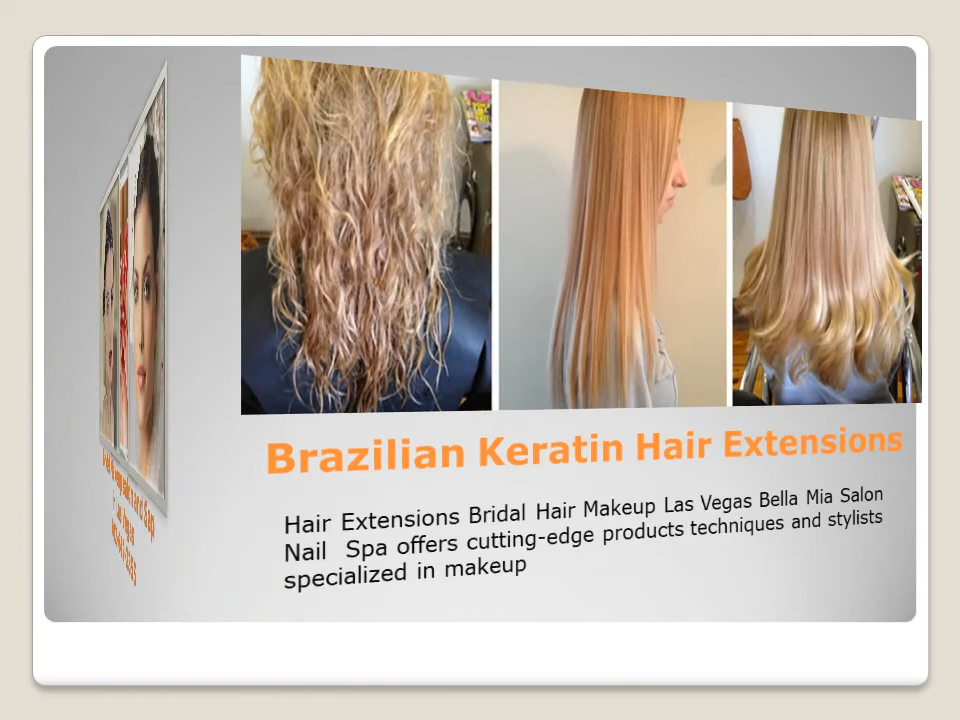 Brazilian Keratin Hair Extensions
Hair Extensions Bridal Hair Makeup Las Vegas Bella Mia Salon
Nail Spa offers cutting-edge products techniques and stylists
specialized in makeup